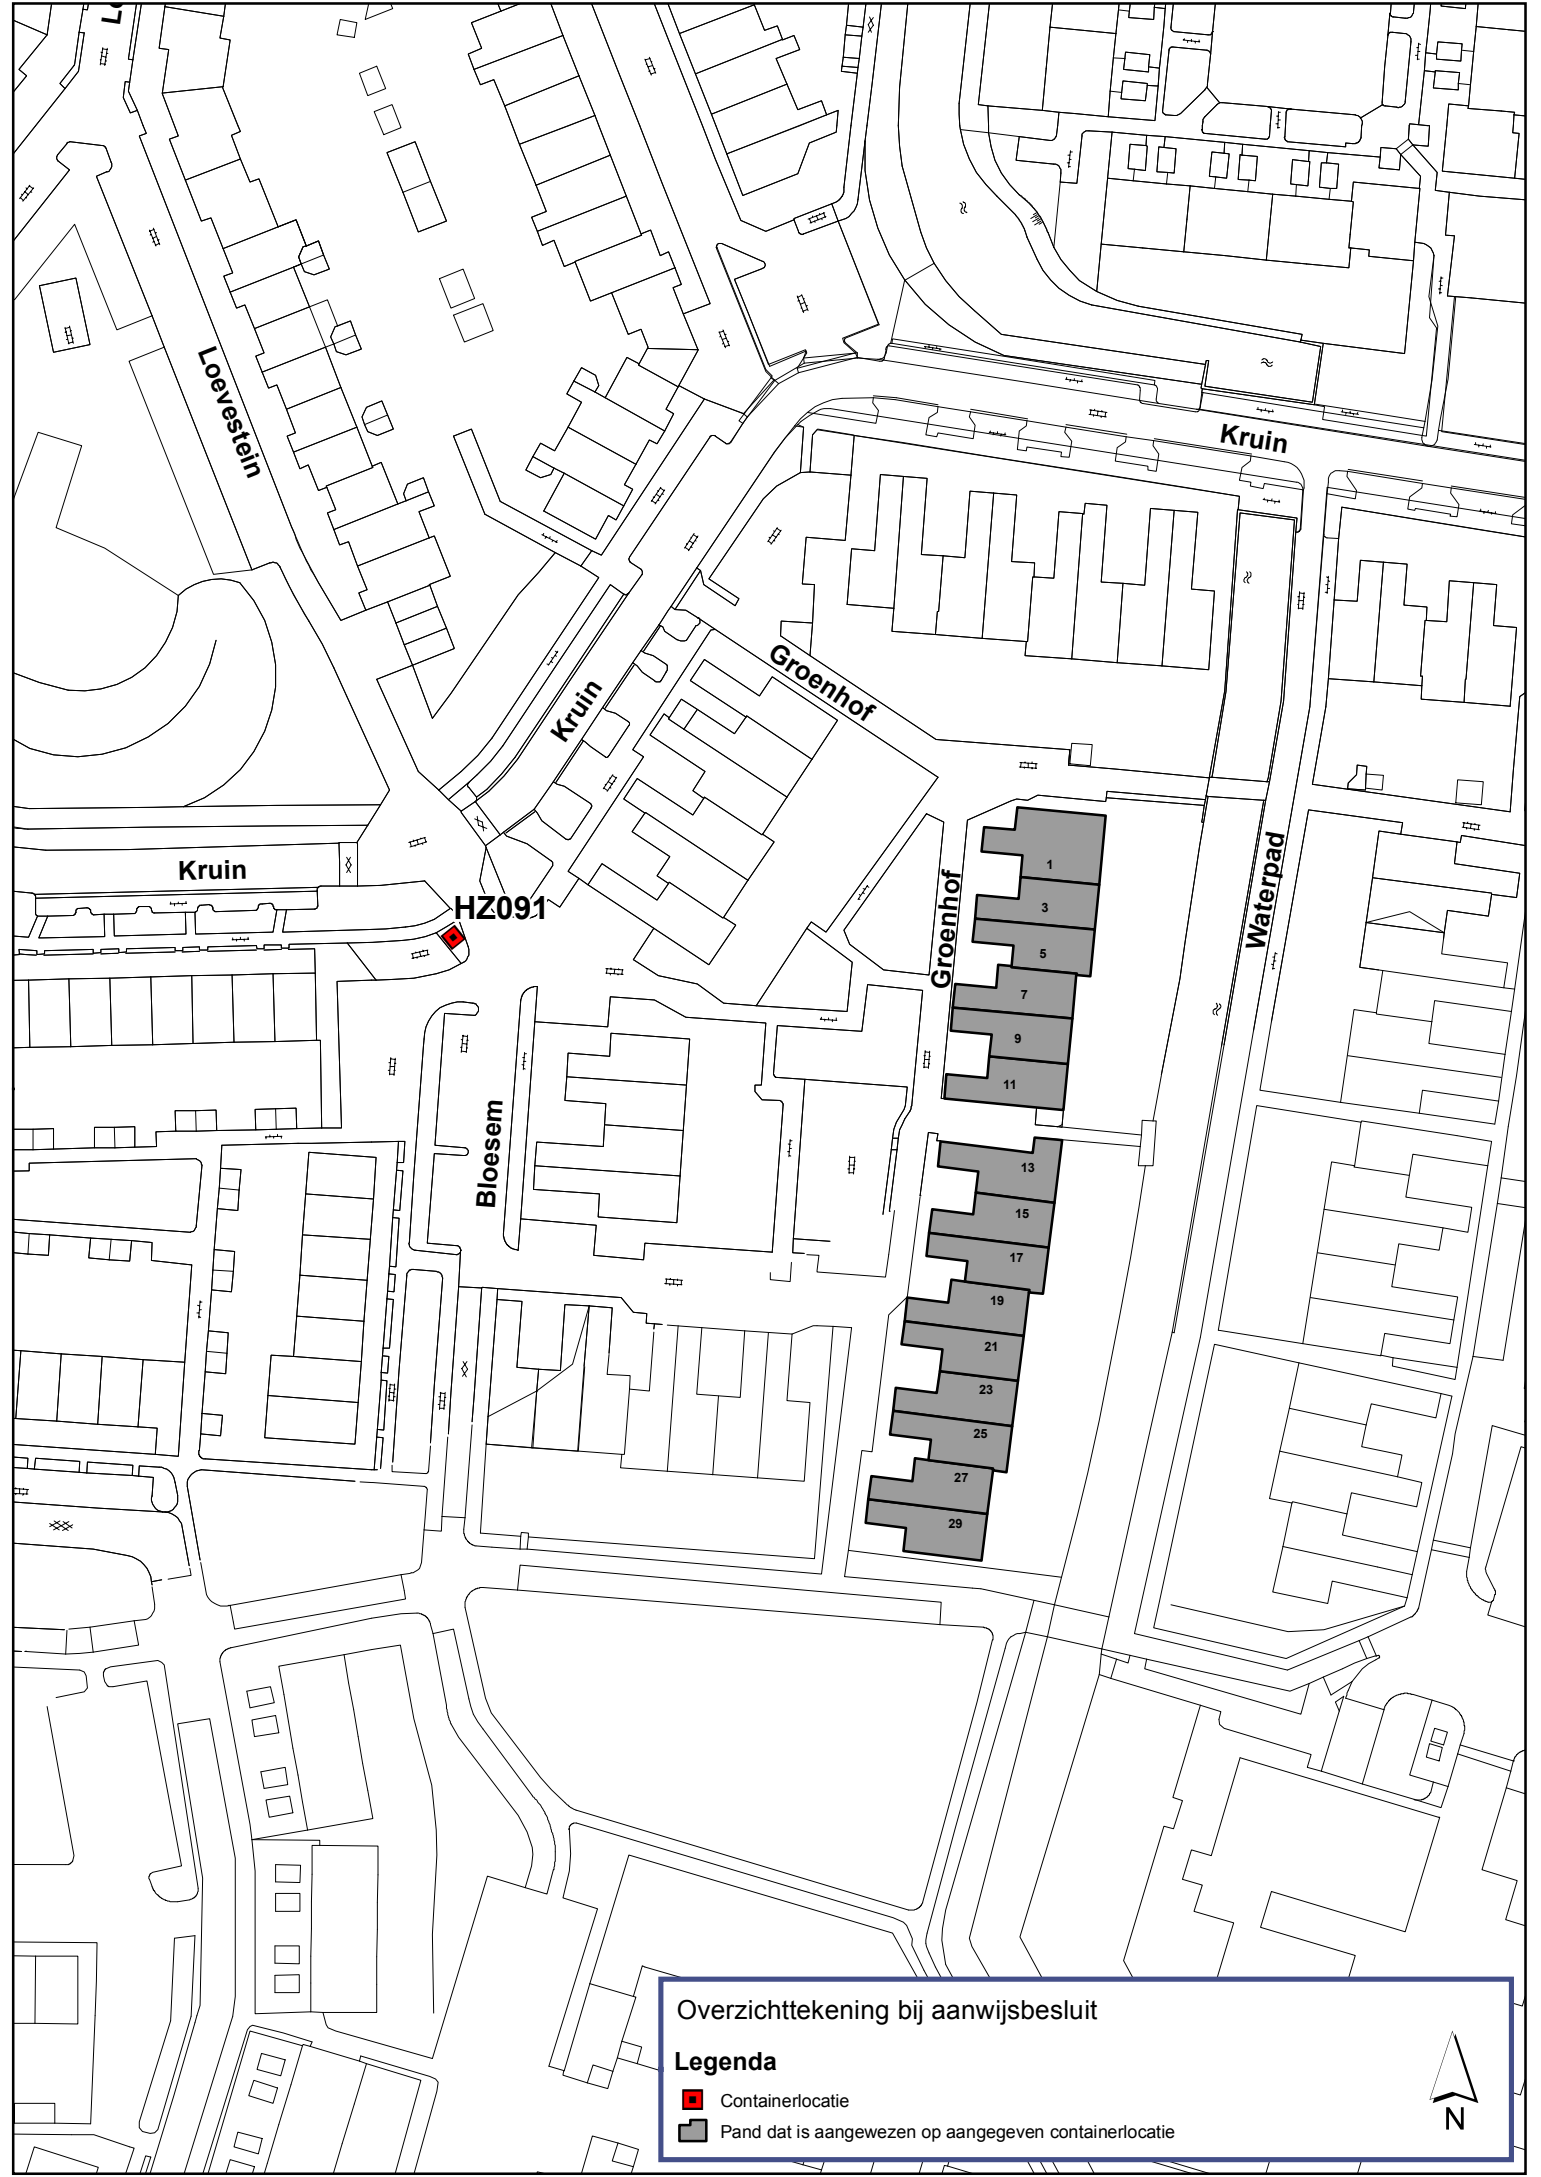 Loevestein
Kruin
Groenhof
Kruin
Kruin
HZ091
Groenhof
Waterpad
Bloesem
1
3
5
7
9
11
13
15
17
19
21
23
25
27
29
Overzichttekening bij aanwijsbesluit
Legenda
Containerlocatie
Pand dat is aangewezen op aangegeven containerlocatie
N